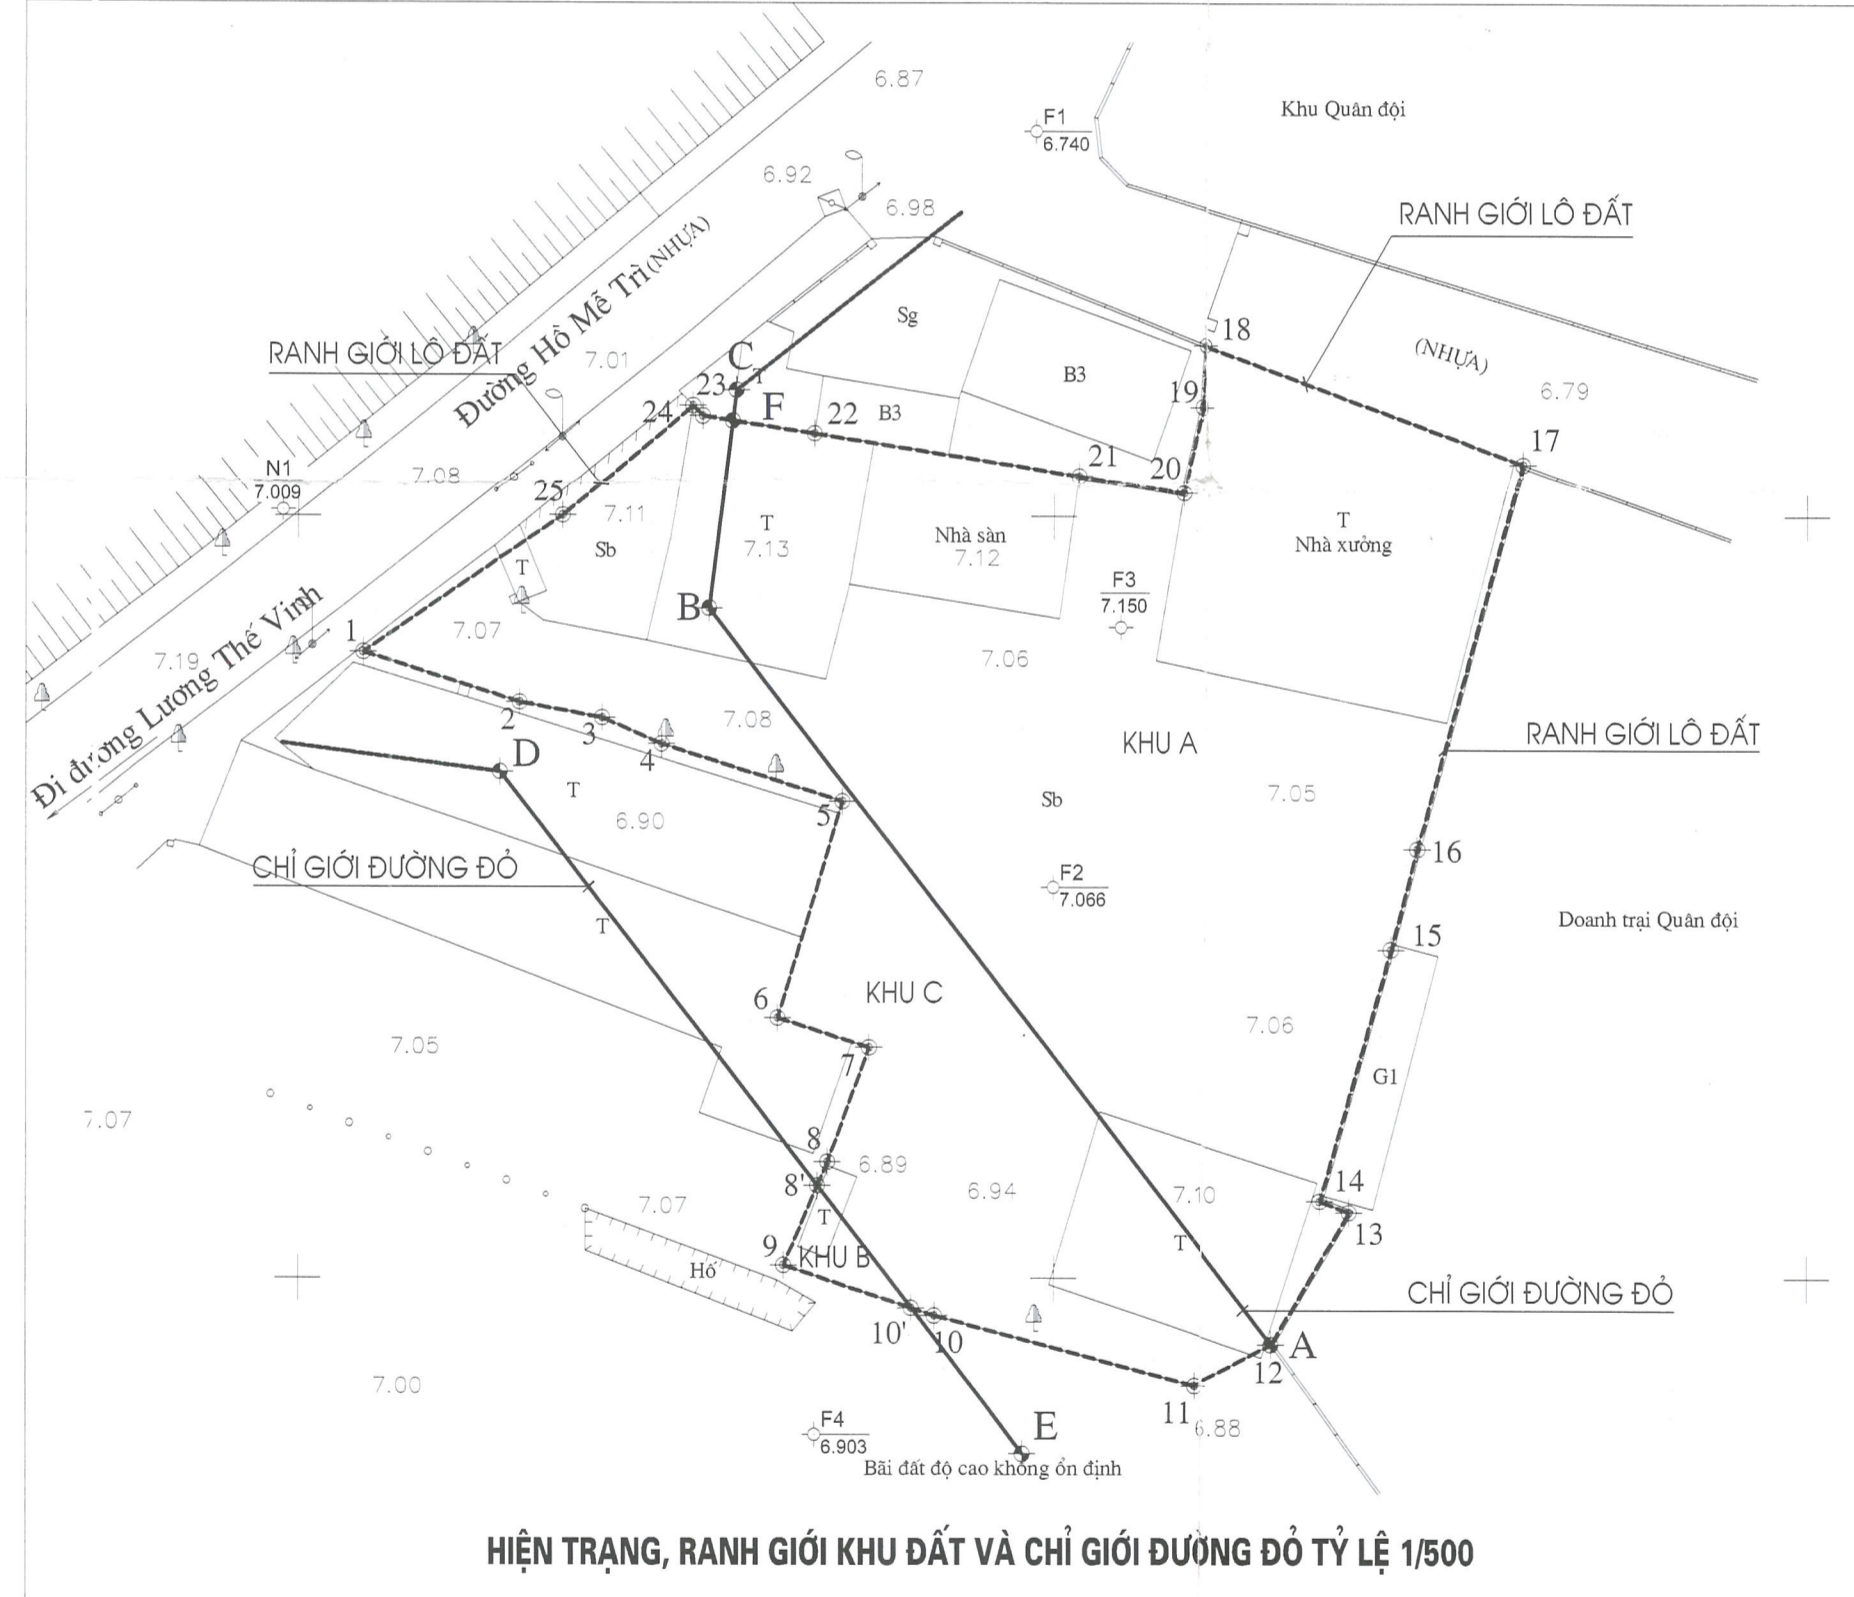 6.87
F1
6.740
Khu Quân đội
6.92
6.98
RANH GIỚI LÔ ĐẤT
Đường Hồ Mễ Trì (NHỰA)
RANH GIỚI LÔ ĐẤT
7.01
Sg
18
(NHỰA)
6.79
C
T
23
24
F
22
B3
B3
19
17
N1
7.009
7.08
25
7.11
Sb
T
7.13
Nhà sàn
7.12
21
20
T
Nhà xưởng
T
F3
7.150
B
1
7.07
7.19
Đi đường Lương Thế Vinh
7.06
2
3
4
7.08
KHU A
RANH GIỚI LÔ ĐẤT
D
T
6.90
5
Sb
7.05
16
CHỈ GIỚI ĐƯỜNG ĐỎ
T
F2
7.066
15
Doanh trại Quân đội
6
KHU C
7.05
7
7.06
G1
7.07
8
6.89
8'
7.07
T
6.94
7.10
14
13
T
9
KHU B
Hố
10'
10
CHỈ GIỚI ĐƯỜNG ĐỎ
A
12
7.00
11
6.88
F4
6.903
E
Bãi đất độ cao không ổn định
HIỆN TRẠNG, RANH GIỚI KHU ĐẤT VÀ CHỈ GIỚI ĐƯỜNG ĐỎ TỶ LỆ 1/500